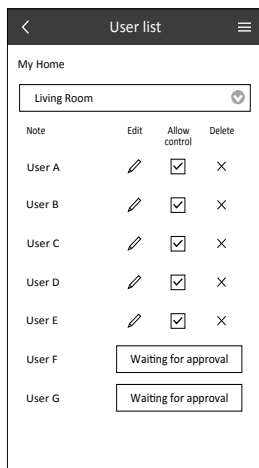 User list
My Home
Living Room
Note Edit Allow control Delete
User A
User B
User C
User D
User E
User F Waiting for approval
User G Waiting for approval